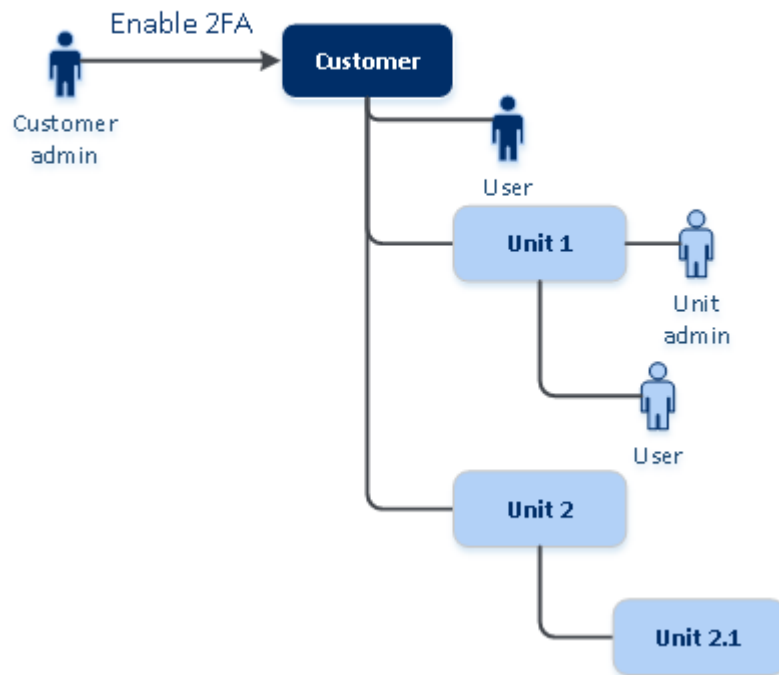 Enable 2FA
Customer
Customer
admin
User
Unit 1
Unit
admin
User
Unit 2
Unit 2.1